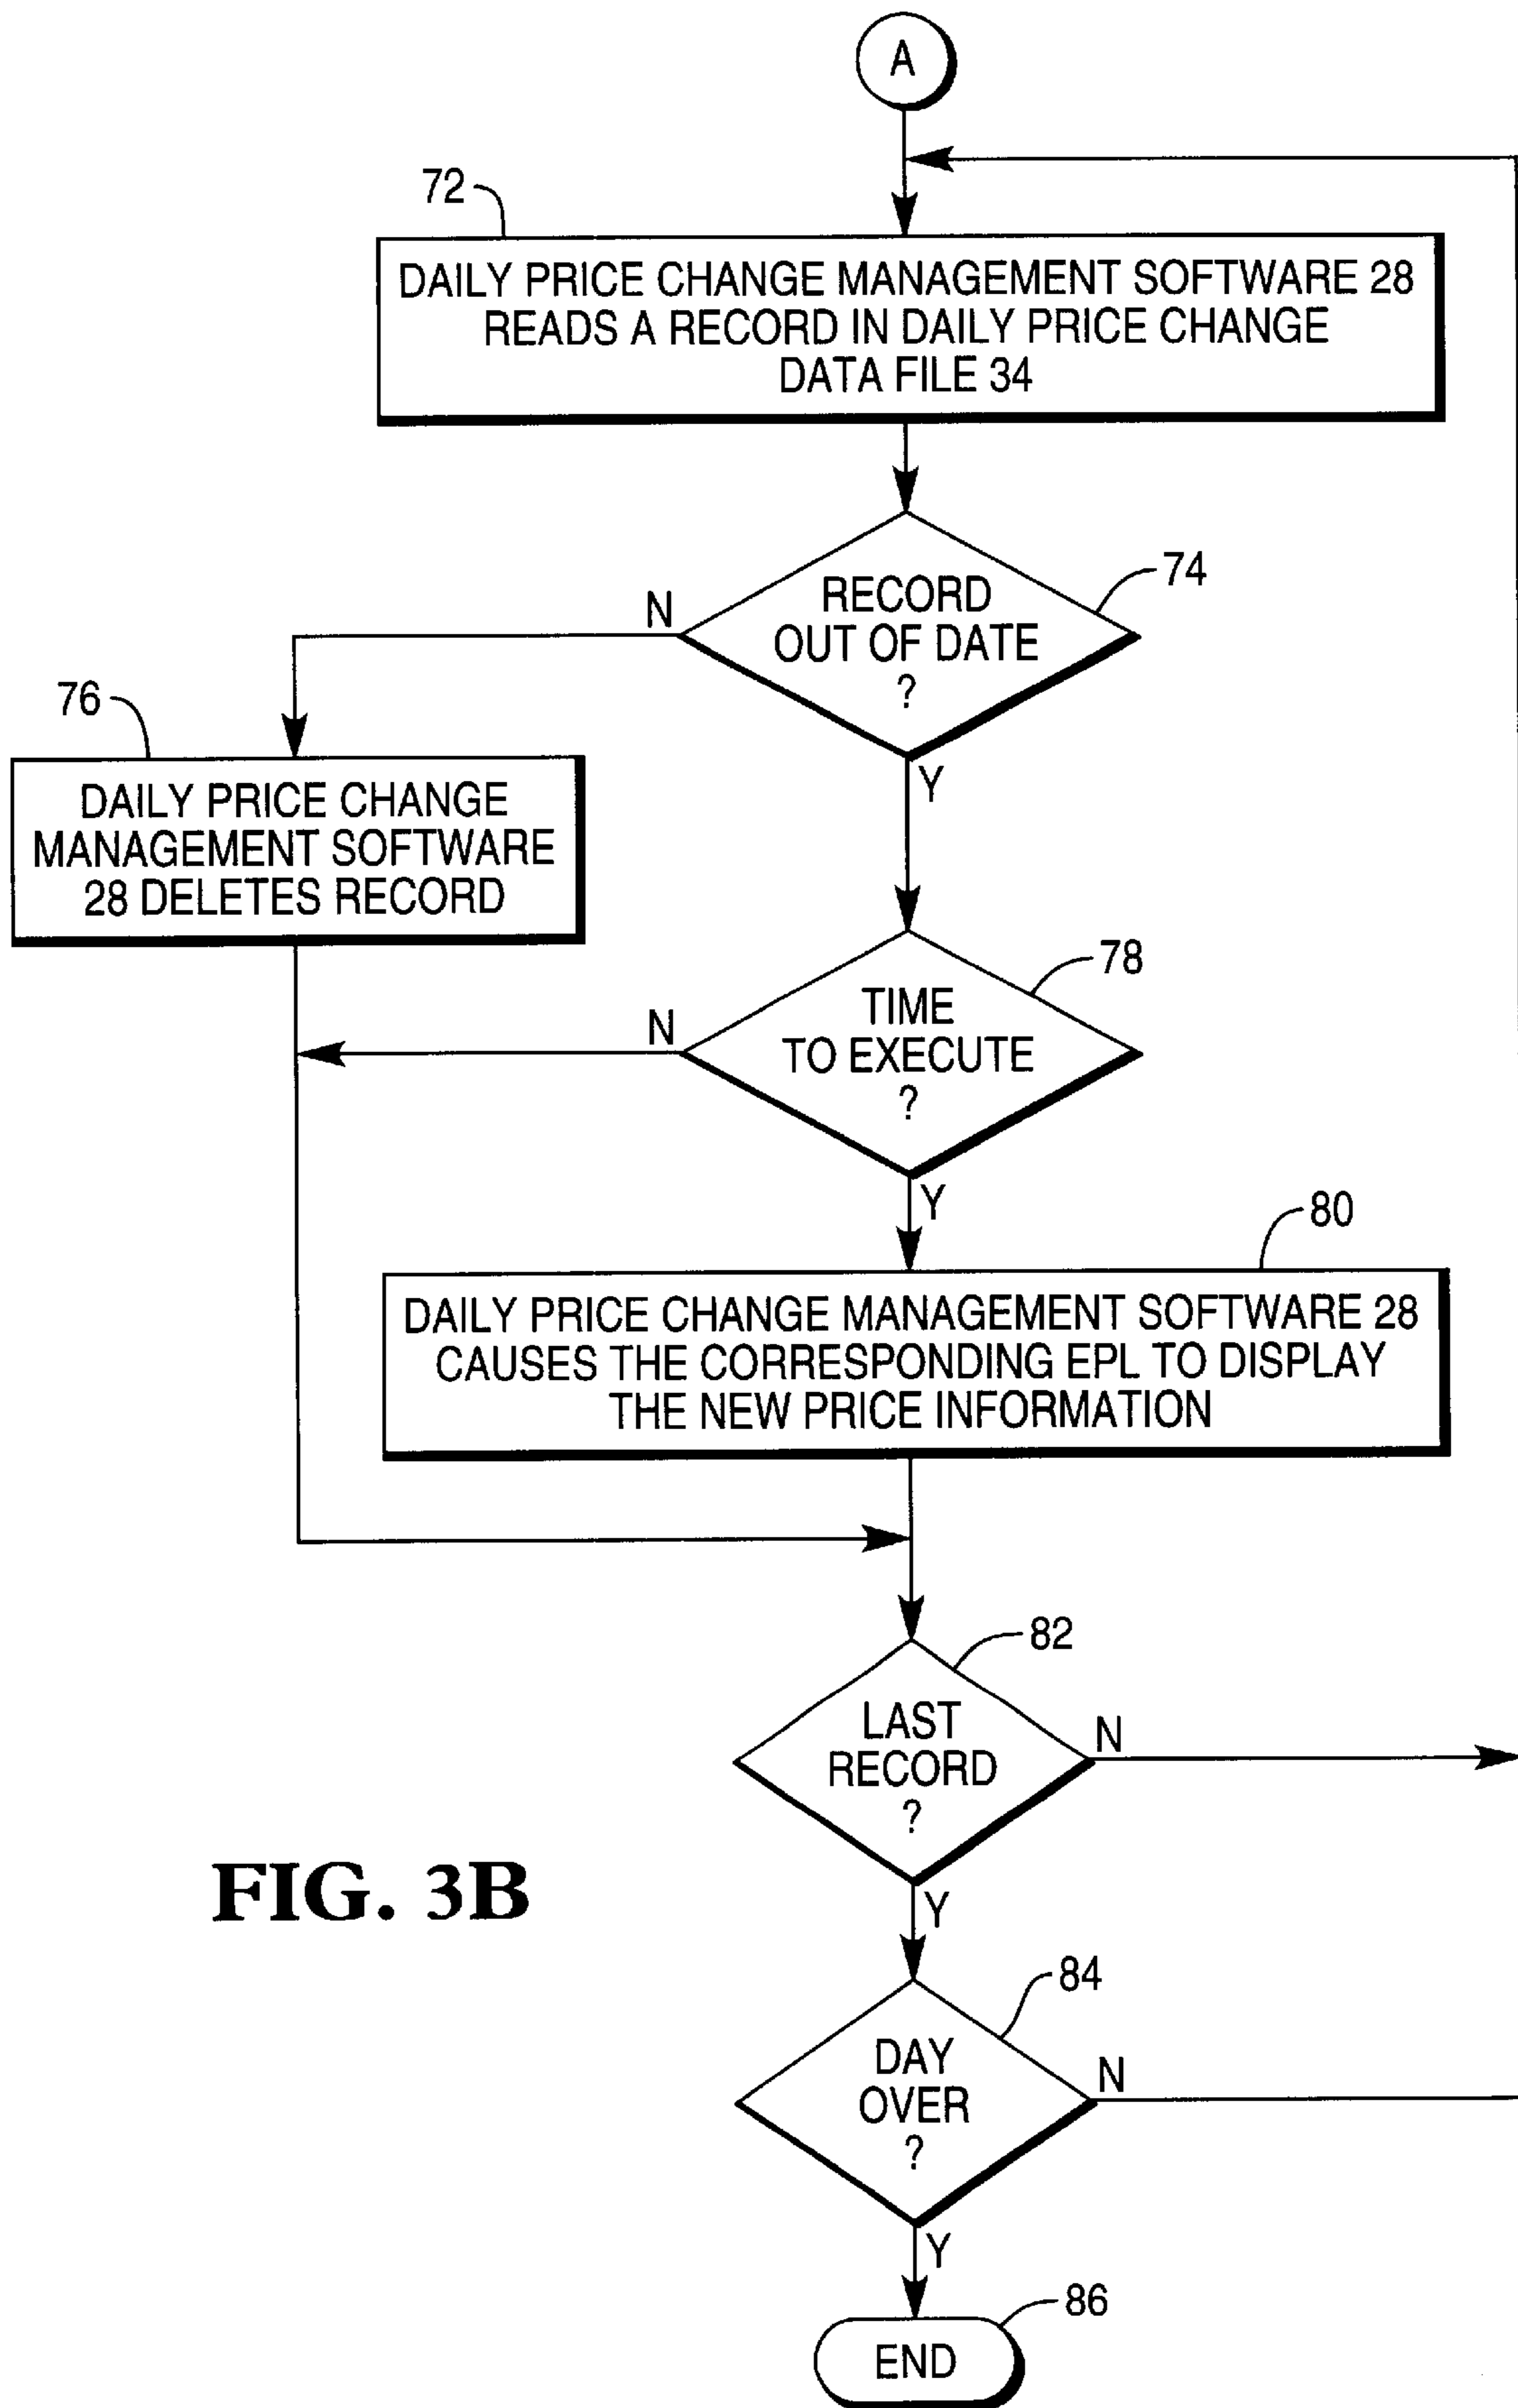 A
72
DAILY PRICE CHANGE MANAGEMENT SOFTWARE 28
READS A RECORD IN DAILY PRICE CHANGE
DATA FILE 34
74
RECORD
OUT OF DATE
?
N
Y
76
DAILY PRICE CHANGE
MANAGEMENT SOFTWARE
28 DELETES RECORD
78
TIME
TO EXECUTE
?
N
Y
80
DAILY PRICE CHANGE MANAGEMENT SOFTWARE 28
CAUSES THE CORRESPONDING EPL TO DISPLAY
THE NEW PRICE INFORMATION
82
LAST
RECORD
?
N
Y
FIG. 3B
84
DAY
OVER
?
N
Y
86
END